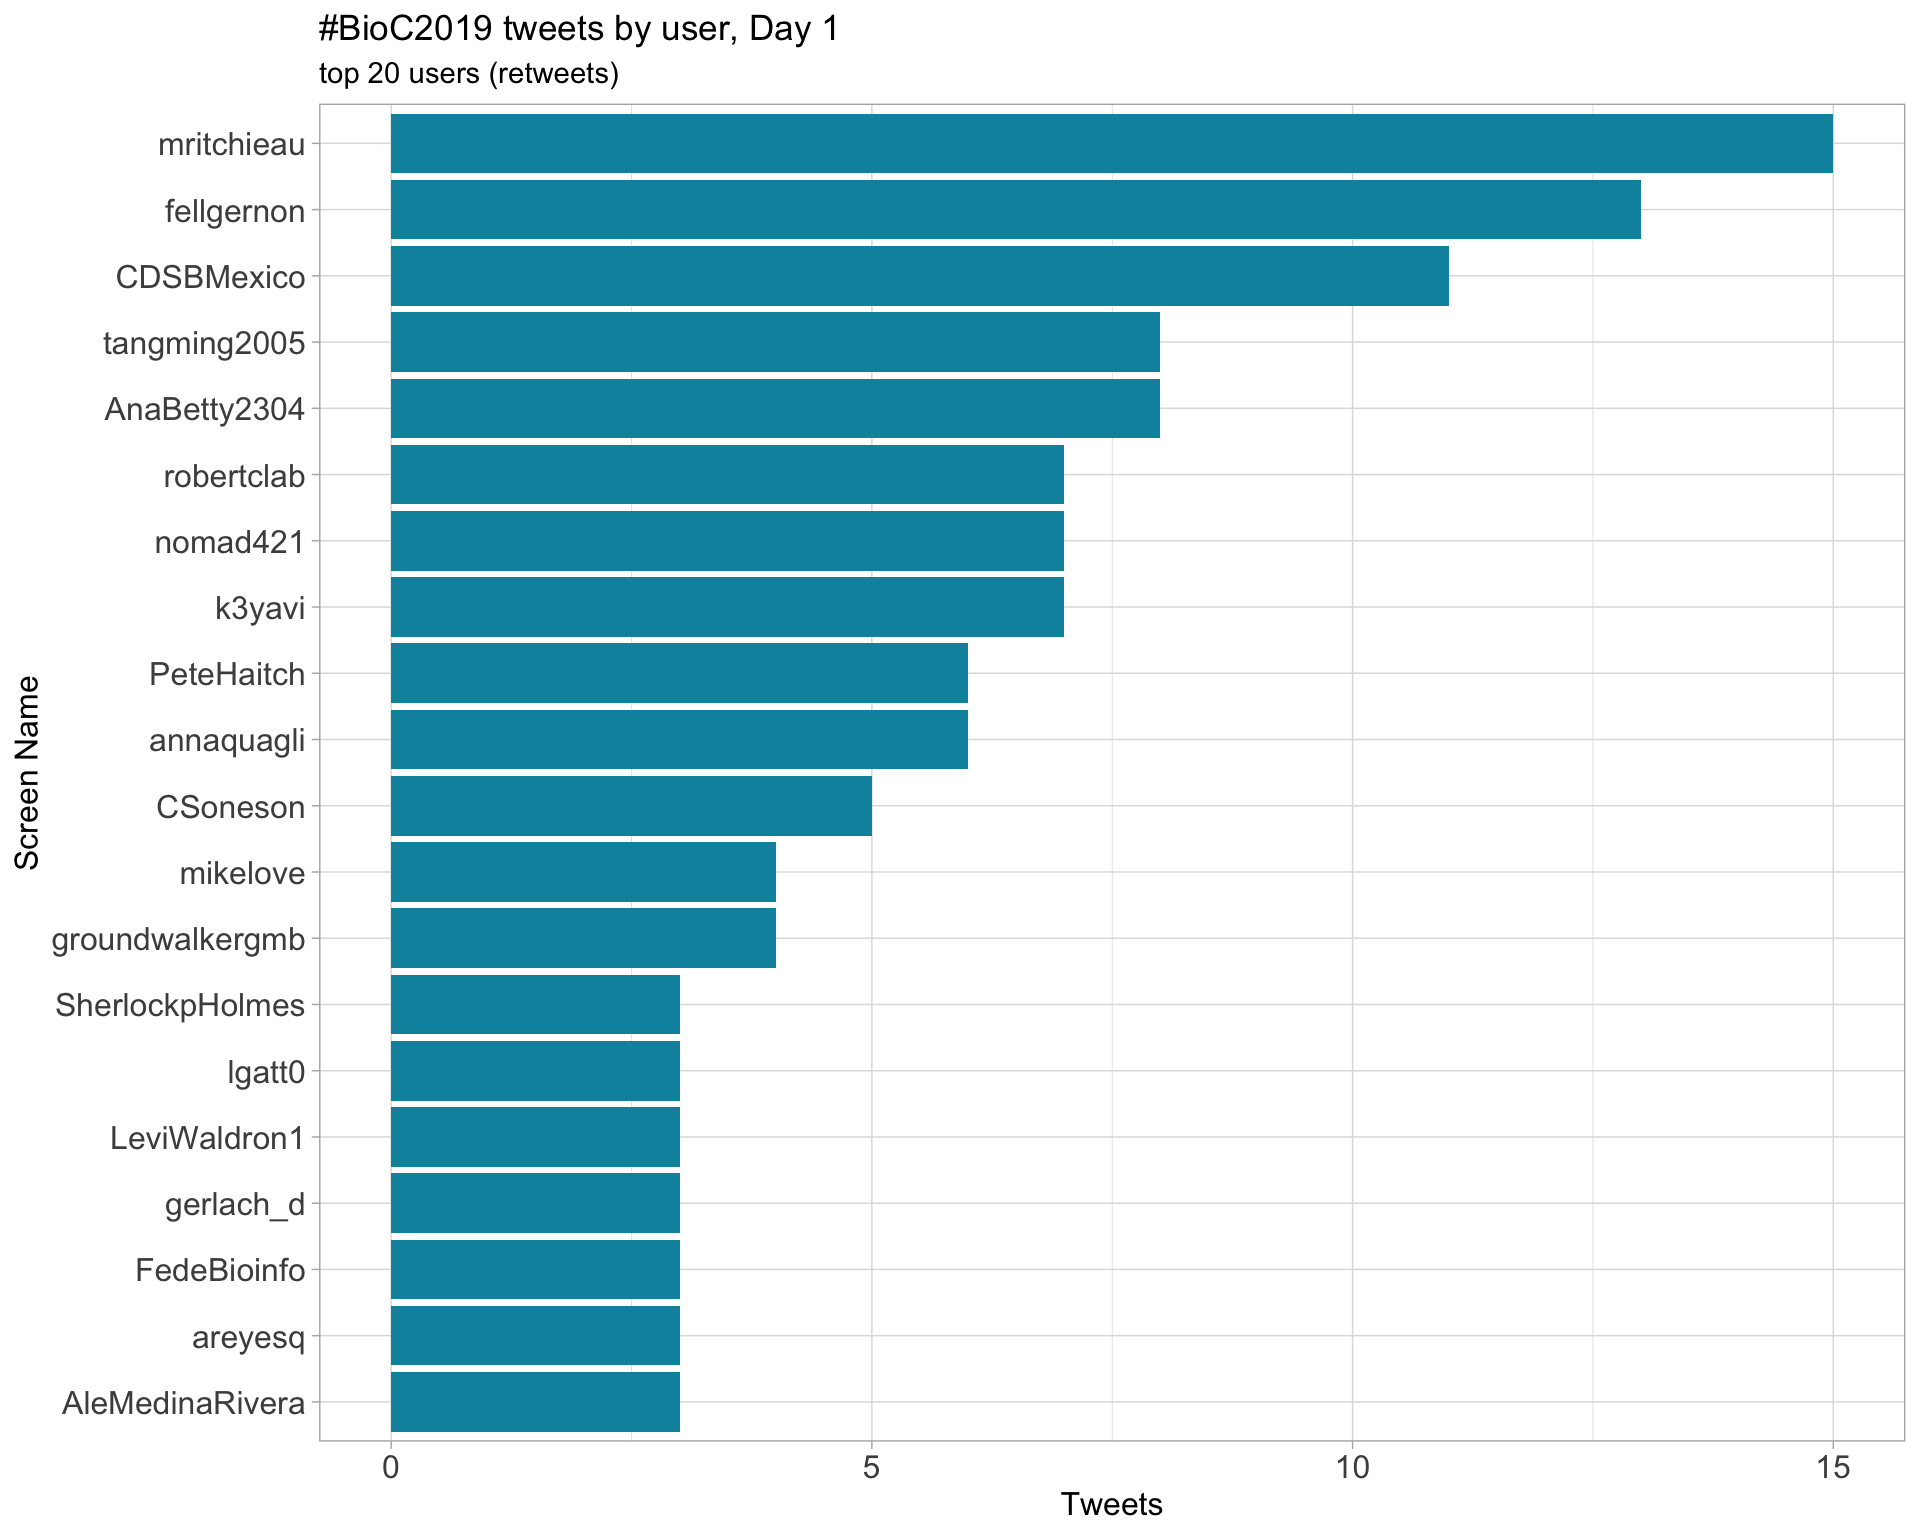 #BioC2019 tweets by user, Day 1
top 20 users (retweets)
mritchieau
fellgernon
CDSBMexico
tangming2005
AnaBetty2304
robertclab
nomad421
k3yavi
PeteHaitch
annaquagli
CSoneson
mikelove
groundwalkergmb
SherlockpHolmes
lgatt0
LeviWaldron1
gerlach_d
FedeBioinfo
areyesq
AleMedinaRivera
Screen Name
0 5 10 15
Tweets